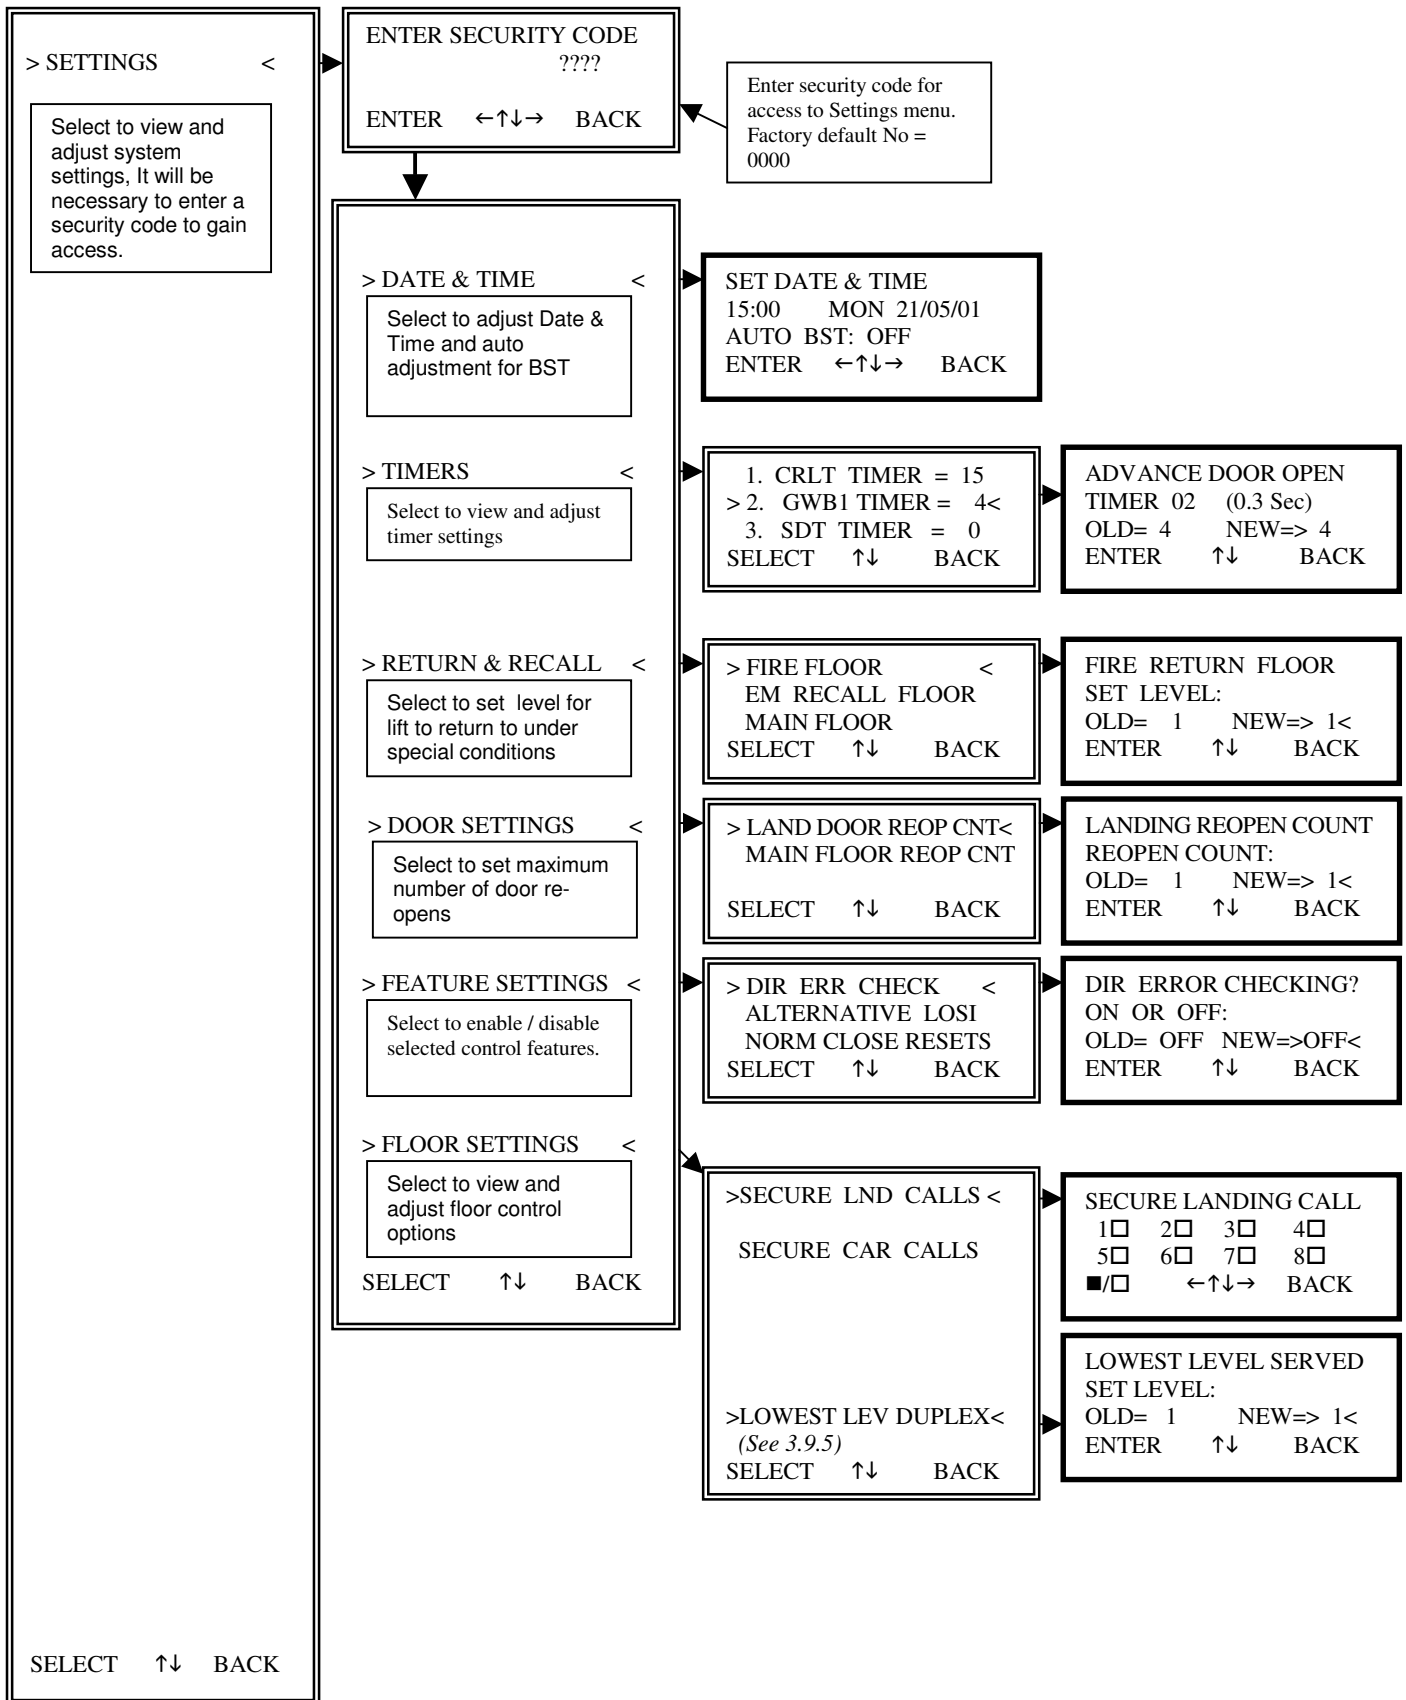 > SETTINGS <
Select to view and
adjust system
settings, It will be
necessary to enter a
security code to gain
access.
SELECT ↑↓ BACK
ENTER SECURITY CODE
????
ENTER ←↑↓→ BACK
Enter security code for
access to Settings menu.
Factory default No =
0000
> DATE & TIME <
Select to adjust Date &
Time and auto
adjustment for BST
SET DATE & TIME
15:00 MON 21/05/01
AUTO BST: OFF
ENTER ←↑↓→ BACK
> TIMERS <
Select to view and adjust
timer settings
1. CRLT TIMER = 15
> 2. GWB1 TIMER = 4<
3. SDT TIMER = 0
SELECT ↑↓ BACK
ADVANCE DOOR OPEN
TIMER 02 (0.3 Sec)
OLD= 4 NEW=> 4
ENTER ↑↓ BACK
> RETURN & RECALL <
Select to set level for
lift to return to under
special conditions
> FIRE FLOOR <
EM RECALL FLOOR
MAIN FLOOR
SELECT ↑↓ BACK
FIRE RETURN FLOOR
SET LEVEL:
OLD= 1 NEW=> 1<
ENTER ↑↓ BACK
> DOOR SETTINGS <
Select to set maximum
number of door re-
opens
> LAND DOOR REOP CNT<
MAIN FLOOR REOP CNT
SELECT ↑↓ BACK
LANDING REOPEN COUNT
REOPEN COUNT:
OLD= 1 NEW=> 1<
ENTER ↑↓ BACK
> FEATURE SETTINGS <
Select to enable / disable
selected control features.
> DIR ERR CHECK <
ALTERNATIVE LOSI
NORM CLOSE RESETS
SELECT ↑↓ BACK
DIR ERROR CHECKING?
ON OR OFF:
OLD= OFF NEW=>OFF<
ENTER ↑↓ BACK
> FLOOR SETTINGS <
Select to view and
adjust floor control
options
SELECT ↑↓ BACK
>SECURE LND CALLS <
SECURE CAR CALLS
>LOWEST LEV DUPLEX<
(See 3.9.5)
SELECT ↑↓ BACK
SECURE LANDING CALL
1□ 2□ 3□ 4□
5□ 6□ 7□ 8□
■/□ ←↑↓→ BACK
LOWEST LEVEL SERVED
SET LEVEL:
OLD= 1 NEW=> 1<
ENTER ↑↓ BACK